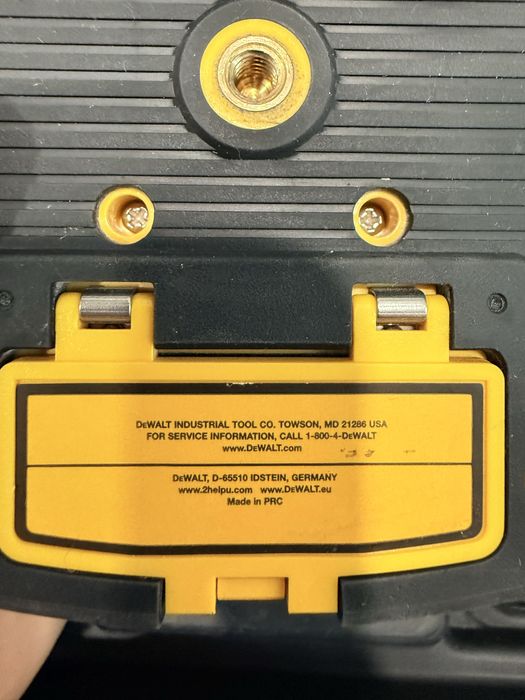 DEWALT INDUSTRIAL TOOL CO. TOWSON, MD 21286 USA
FOR SERVICE INFORMATION, CALL 1-800-4-DEWALT
www.DEWALT.com
DEWALT, D-65510 IDSTEIN, GERMANY
www.2helpu.com www.DEWALT.eu
Made in PRC